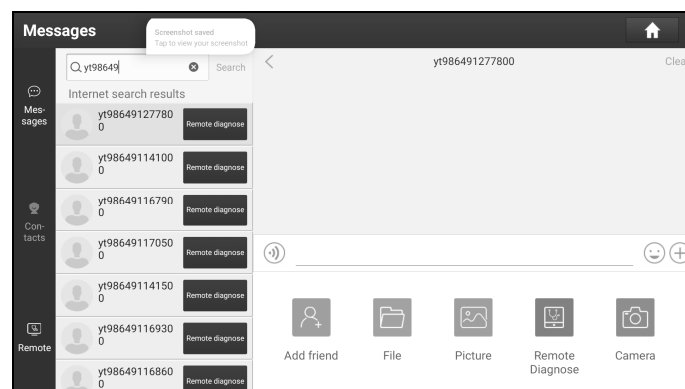 Messages
Screenshot saved
Tap to view your screenshot
yt98649
Search
yt986491277800
Clea
Internet search results
Mes-
sages
Con-
tacts
Remote
yt98649127780
0
Remote diagnose
yt98649114100
0
Remote diagnose
yt98649116790
0
Remote diagnose
yt98649117050
0
Remote diagnose
yt98649114150
0
Remote diagnose
yt98649116930
0
Remote diagnose
yt98649116860
0
Remote diagnose
Add friend
File
Picture
Remote
Diagnose
Camera